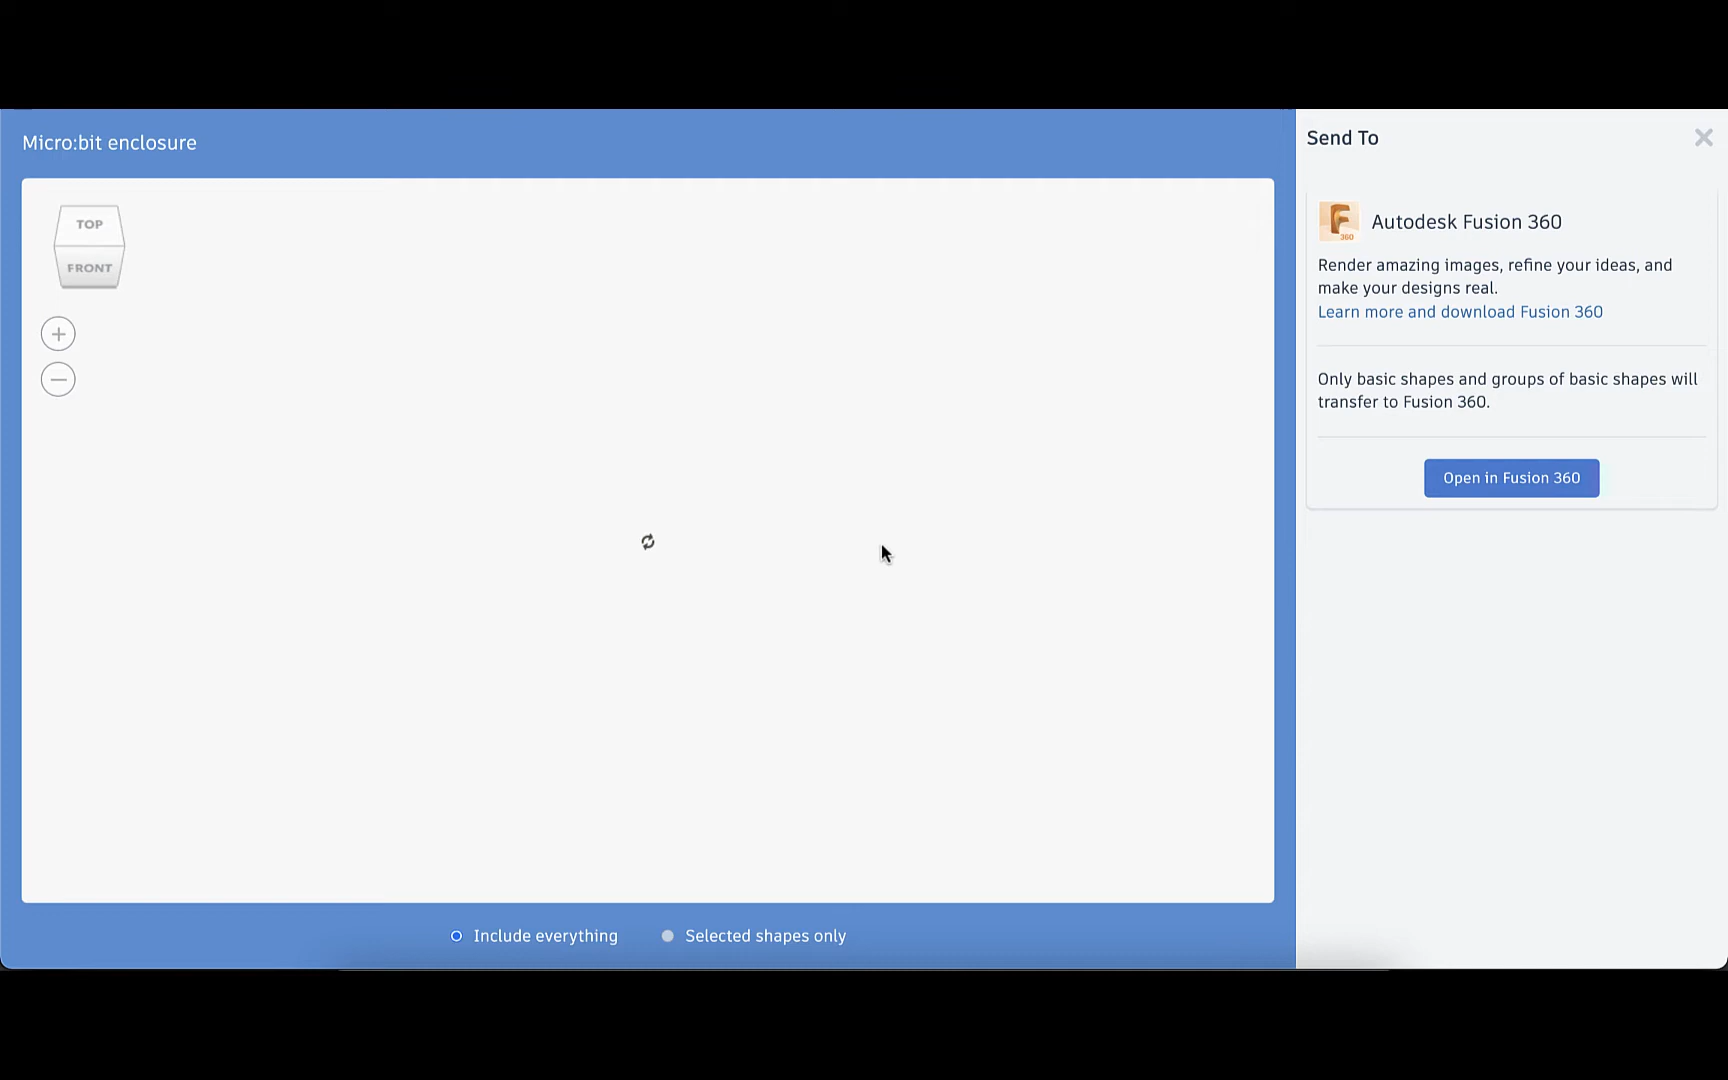 Micro:bit enclosure
Send To
TOP
FRONT
360
Autodesk Fusion 360
Render amazing images, refine your ideas, and
make your designs real.
Learn more and download Fusion 360
Only basic shapes and groups of basic shapes will
transfer to Fusion 360.
Open in Fusion 360
Include everything
Selected shapes only